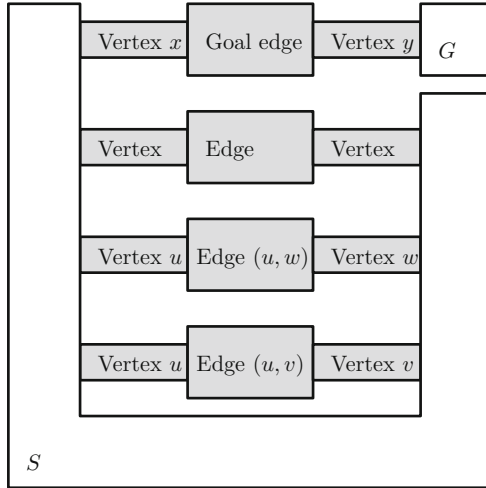 Vertex x Goal edge Vertex y
G
Vertex Edge Vertex
Vertex u Edge (u, w) Vertex w
Vertex u Edge (u, v) Vertex v
S